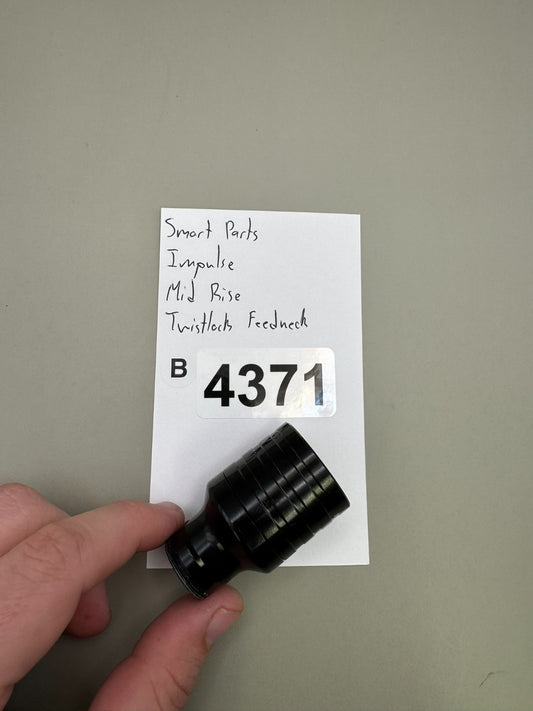 Smart Parts
Impulse
Mid Rise
Twistlock Feedneck
B 4371